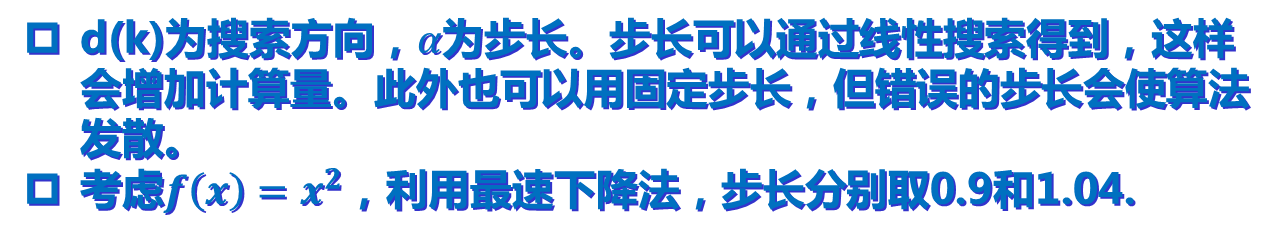 □ d(k)为搜索方向，α为步长。步长可以通过线性搜索得到，这样
会增加计算量。此外也可以用固定步长，但错误的步长会使算法
发散。
□ 考虑f(x) = x²，利用最速下降法，步长分别取0.9和1.04.